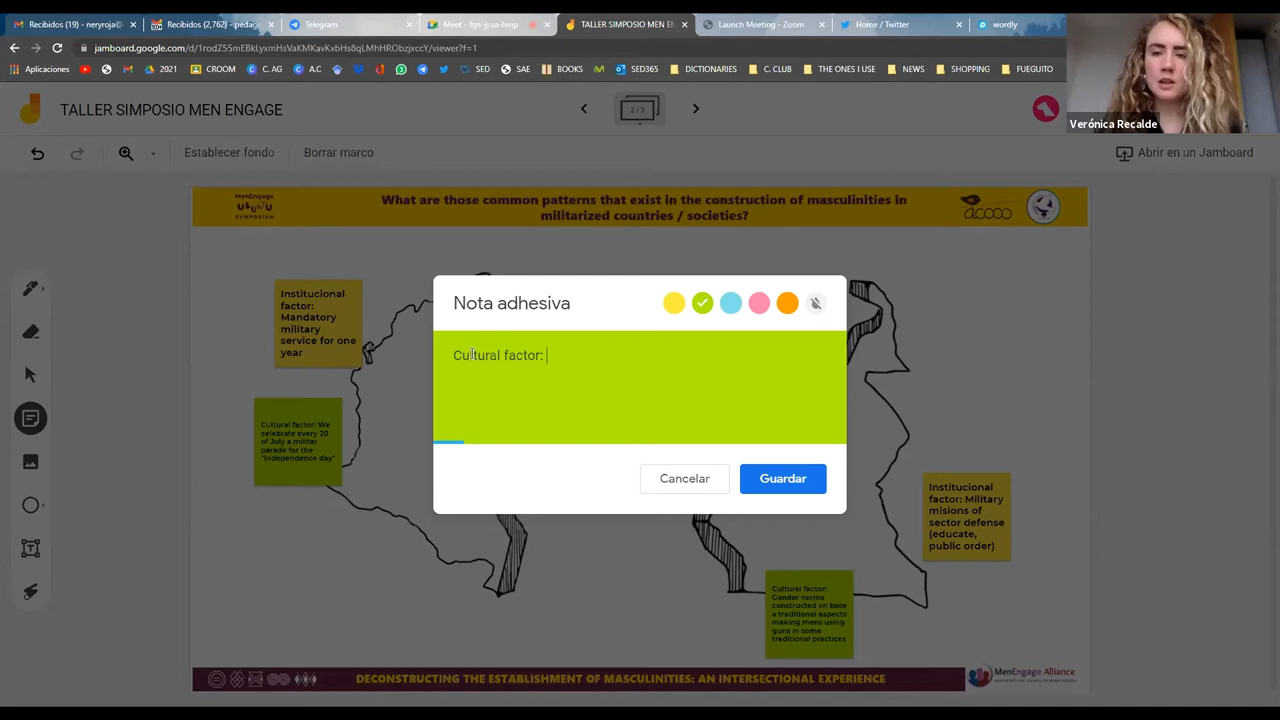 Recibidos (19) - neryroja@
Recibidos (2,762) - pedag
Telegram
Meet - fgn-jyua-hmp
TALLER SIMPOSIO MEN EN
Launch Meeting - Zoom
Home / Twitter
wordly
jamboard.google.com/d/1rodZ55mEBkLyxmHsVaKMKavKxbHs8qLMhHRObzjxccY/viewer?f=1
Aplicaciones
2021
CROOM
C. AG
A.C
SED
SAE
BOOKS
SED365
DICTIONARIES
C. CLUB
THE ONES I USE
NEWS
SHOPPING
FUEGUITO
Verónica Recalde
TALLER SIMPOSIO MEN ENGAGE
2 / 3
Establecer fondo
Borrar marco
Abrir en un Jamboard
MenEngage
UBUNTU
SYMPOSIUM
What are those common patterns that exist in the construction of masculinities in
militarized countries / societies?
acooc
Institucional
factor:
Mandatory
military
service for one
year
Cultural factor: We
celebrate every 20
of July a militar
parade for the
"independence day"
Nota adhesiva
Cultural factor:
Cancelar
Guardar
Institucional
factor: Military
misions of
sector defense
(educate,
public order)
Cultural factor:
Gender norms
constructed on base
a traditional aspects
making mens using
guns in some
traditional practices
DECONSTRUCTING THE ESTABLISHMENT OF MASCULINITIES: AN INTERSECTIONAL EXPERIENCE
MenEngage Alliance